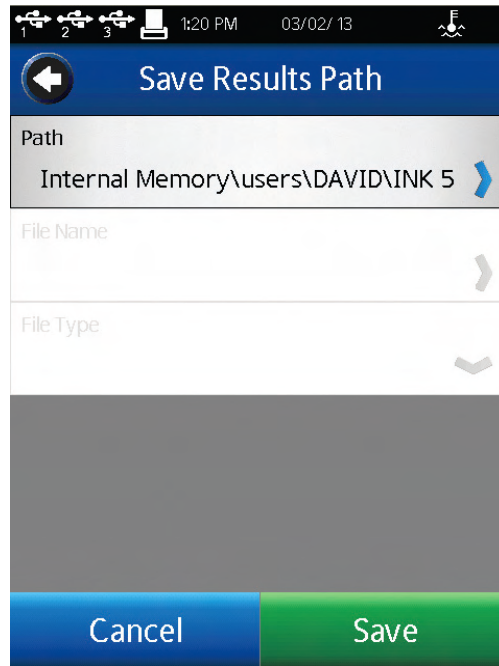 1 2 3 1:20 PM 03/02/ 13
Save Results Path
Path
Internal Memory\users\DAVID\INK 5
File Name
File Type
Cancel
Save